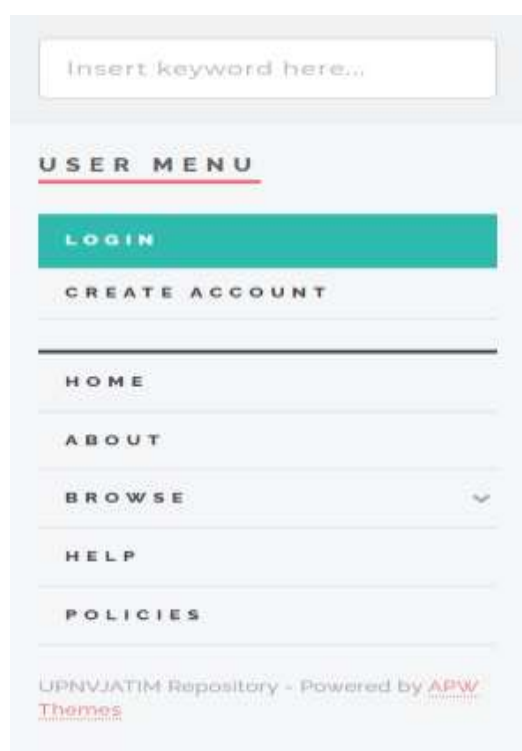 Insert keyword here...
USER MENU
LOGIN
CREATE ACCOUNT
HOME
ABOUT
BROWSE
HELP
POLICIES
UPNVJATIM Repository - Powered by APW
Themes